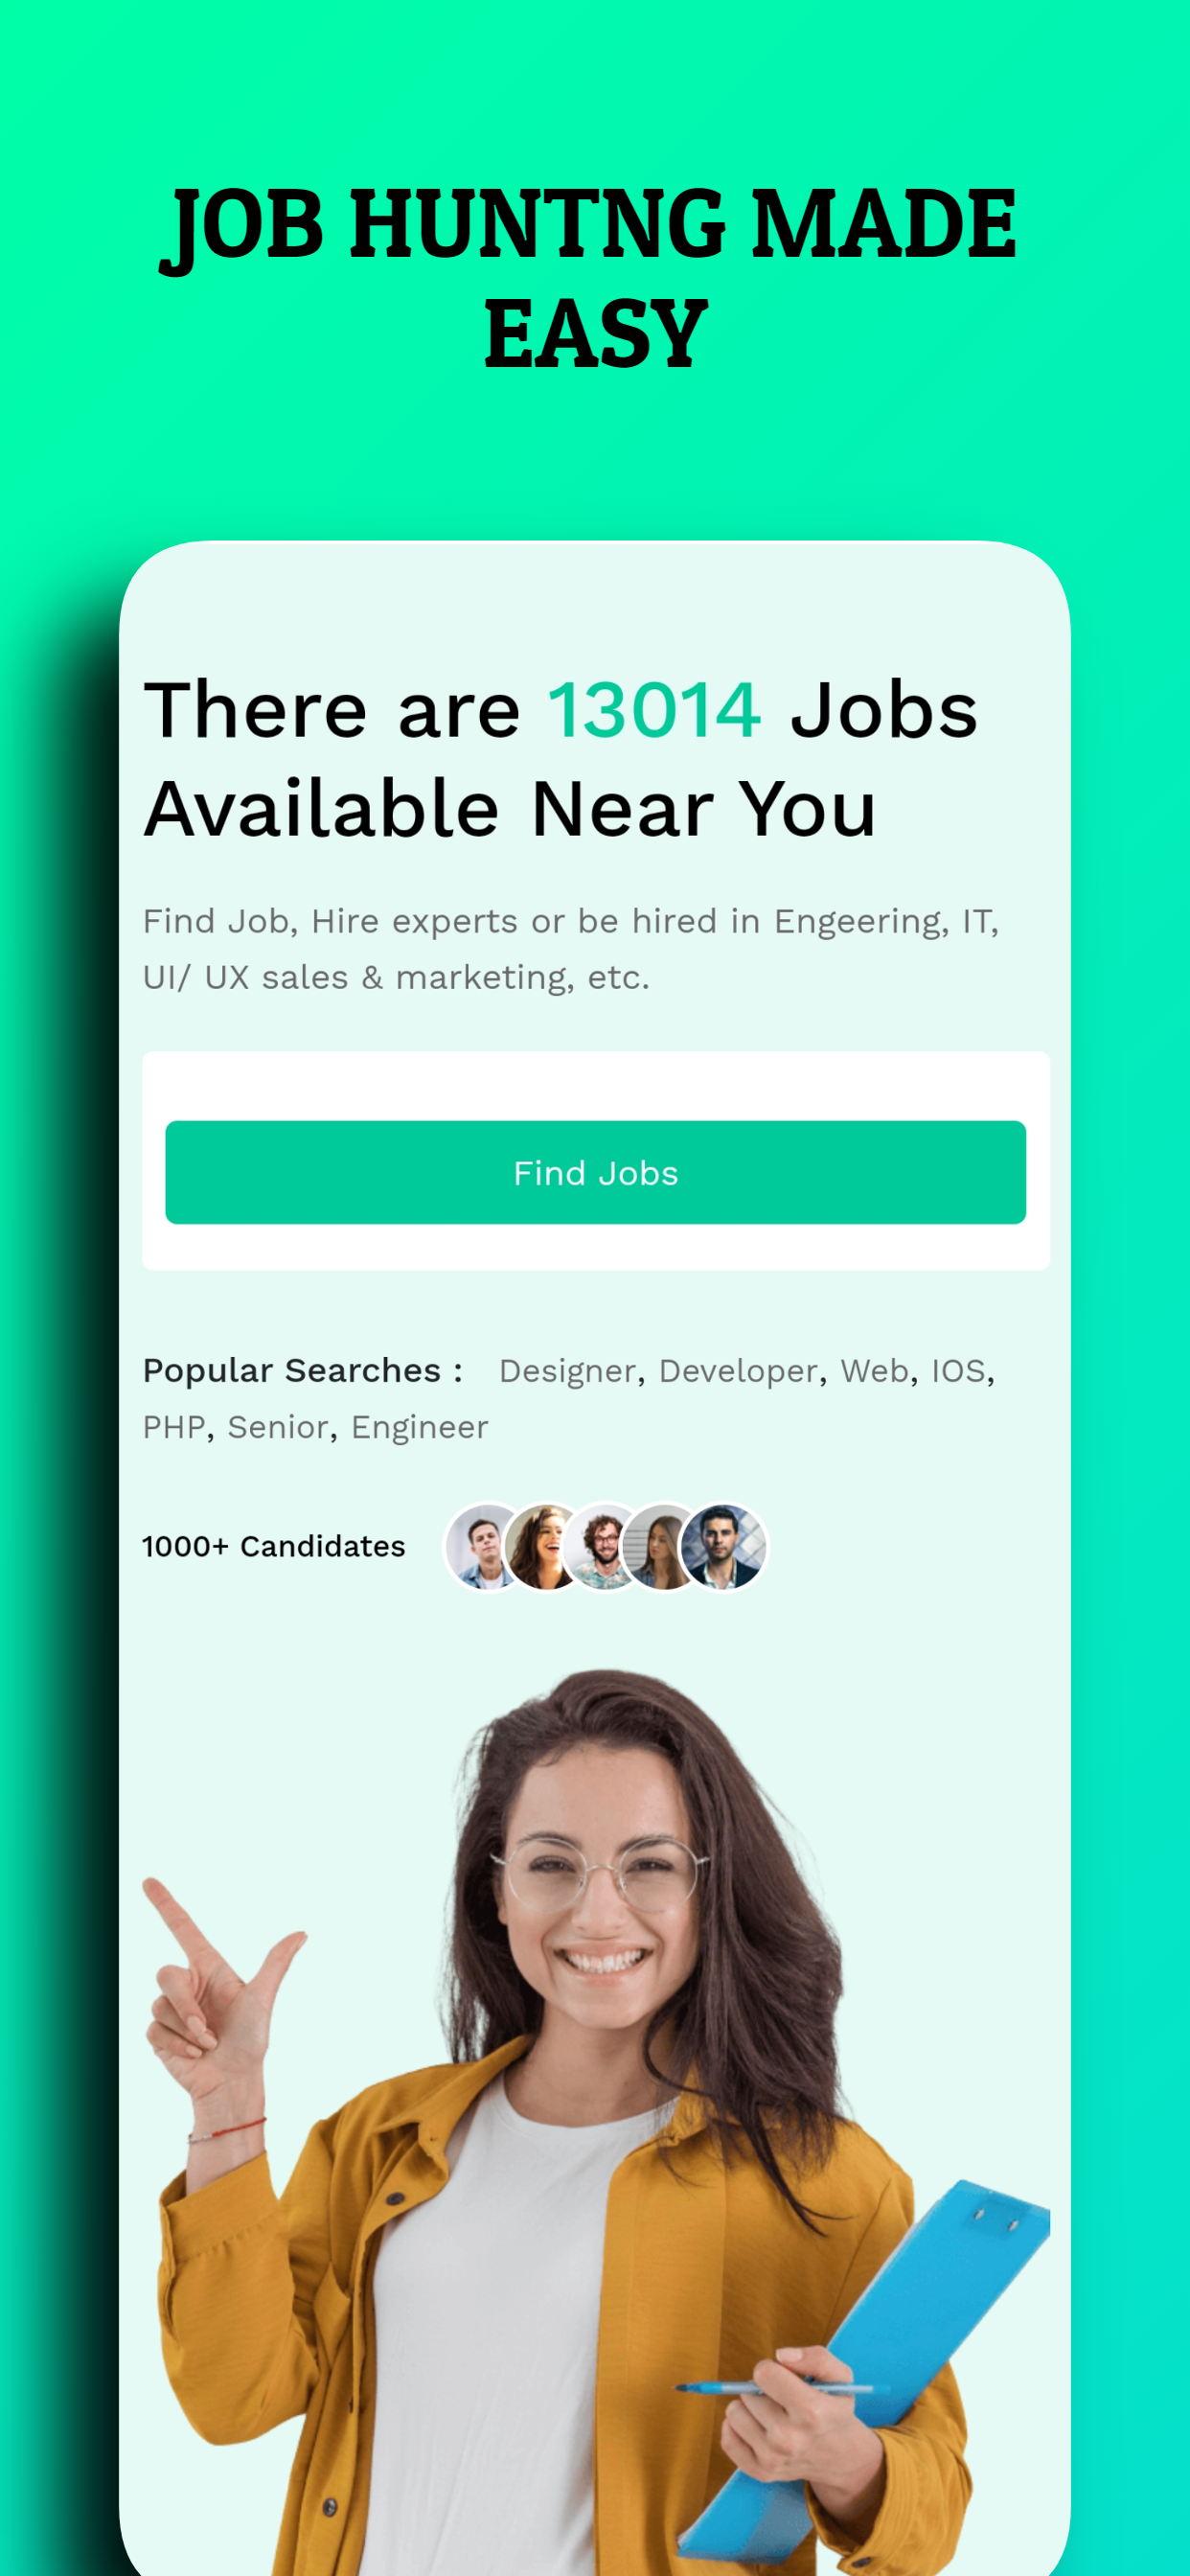 JOB HUNTNG MADE
EASY
There are 13014 Jobs
Available Near You
Find Job, Hire experts or be hired in Engeering, IT,
UI/ UX sales & marketing, etc.
Find Jobs
Popular Searches : Designer, Developer, Web, IOS,
PHP, Senior, Engineer
1000+ Candidates